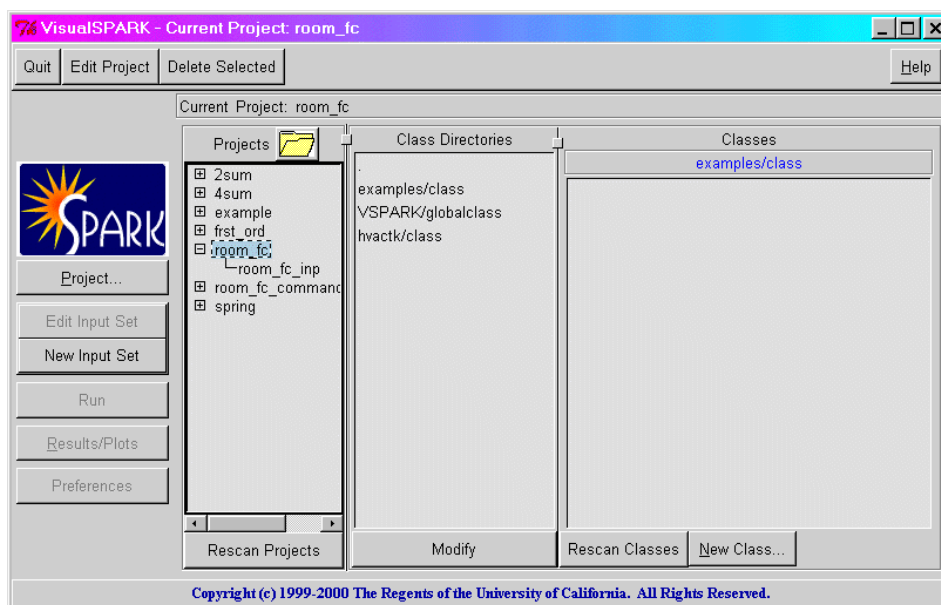 VisualSPARK - Current Project: room_fc
Quit Edit Project Delete Selected Help
Current Project: room_fc
SPARK
Project...
Edit Input Set
New Input Set
Run
Results/Plots
Preferences
Projects
2sum
4sum
example
frst_ord
room_fc
room_fc_inp
room_fc_command
spring
Rescan Projects
Class Directories
.
examples/class
VSPARK/globalclass
hvactk/class
Modify
Classes
examples/class
Rescan Classes New Class...
Copyright (c) 1999-2000 The Regents of the University of California. All Rights Reserved.